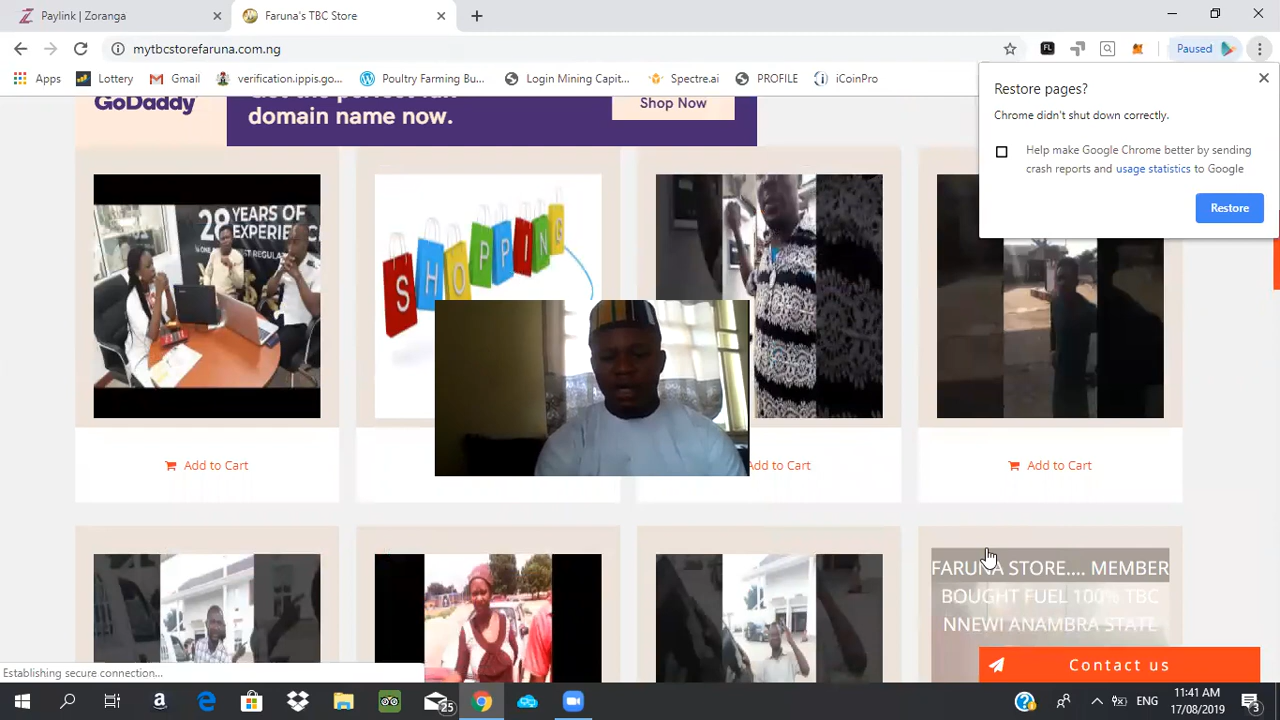 Paylink | Zoranga
Faruna's TBC Store
mytbcstorefaruna.com.ng
FL
Paused
Apps
Lottery
Gmail
verification.ippis.go...
Poultry Farming Bu...
Login Mining Capit...
Spectre.ai
PROFILE
iCoinPro
Restore pages?
Chrome didn't shut down correctly.
Help make Google Chrome better by sending
crash reports and usage statistics to Google
Restore
GoDaddy
domain name now.
Shop Now
28 YEARS OF
EXPERIENC
SHOPPING
Add to Cart
Add to Cart
Add to Cart
FARUNA STORE.... MEMBER
BOUGHT FUEL 100% TBC
NNEWI ANAMBRA STATE
Contact us
Establishing secure connection...
25
ENG
11:41 AM
17/08/2019
3